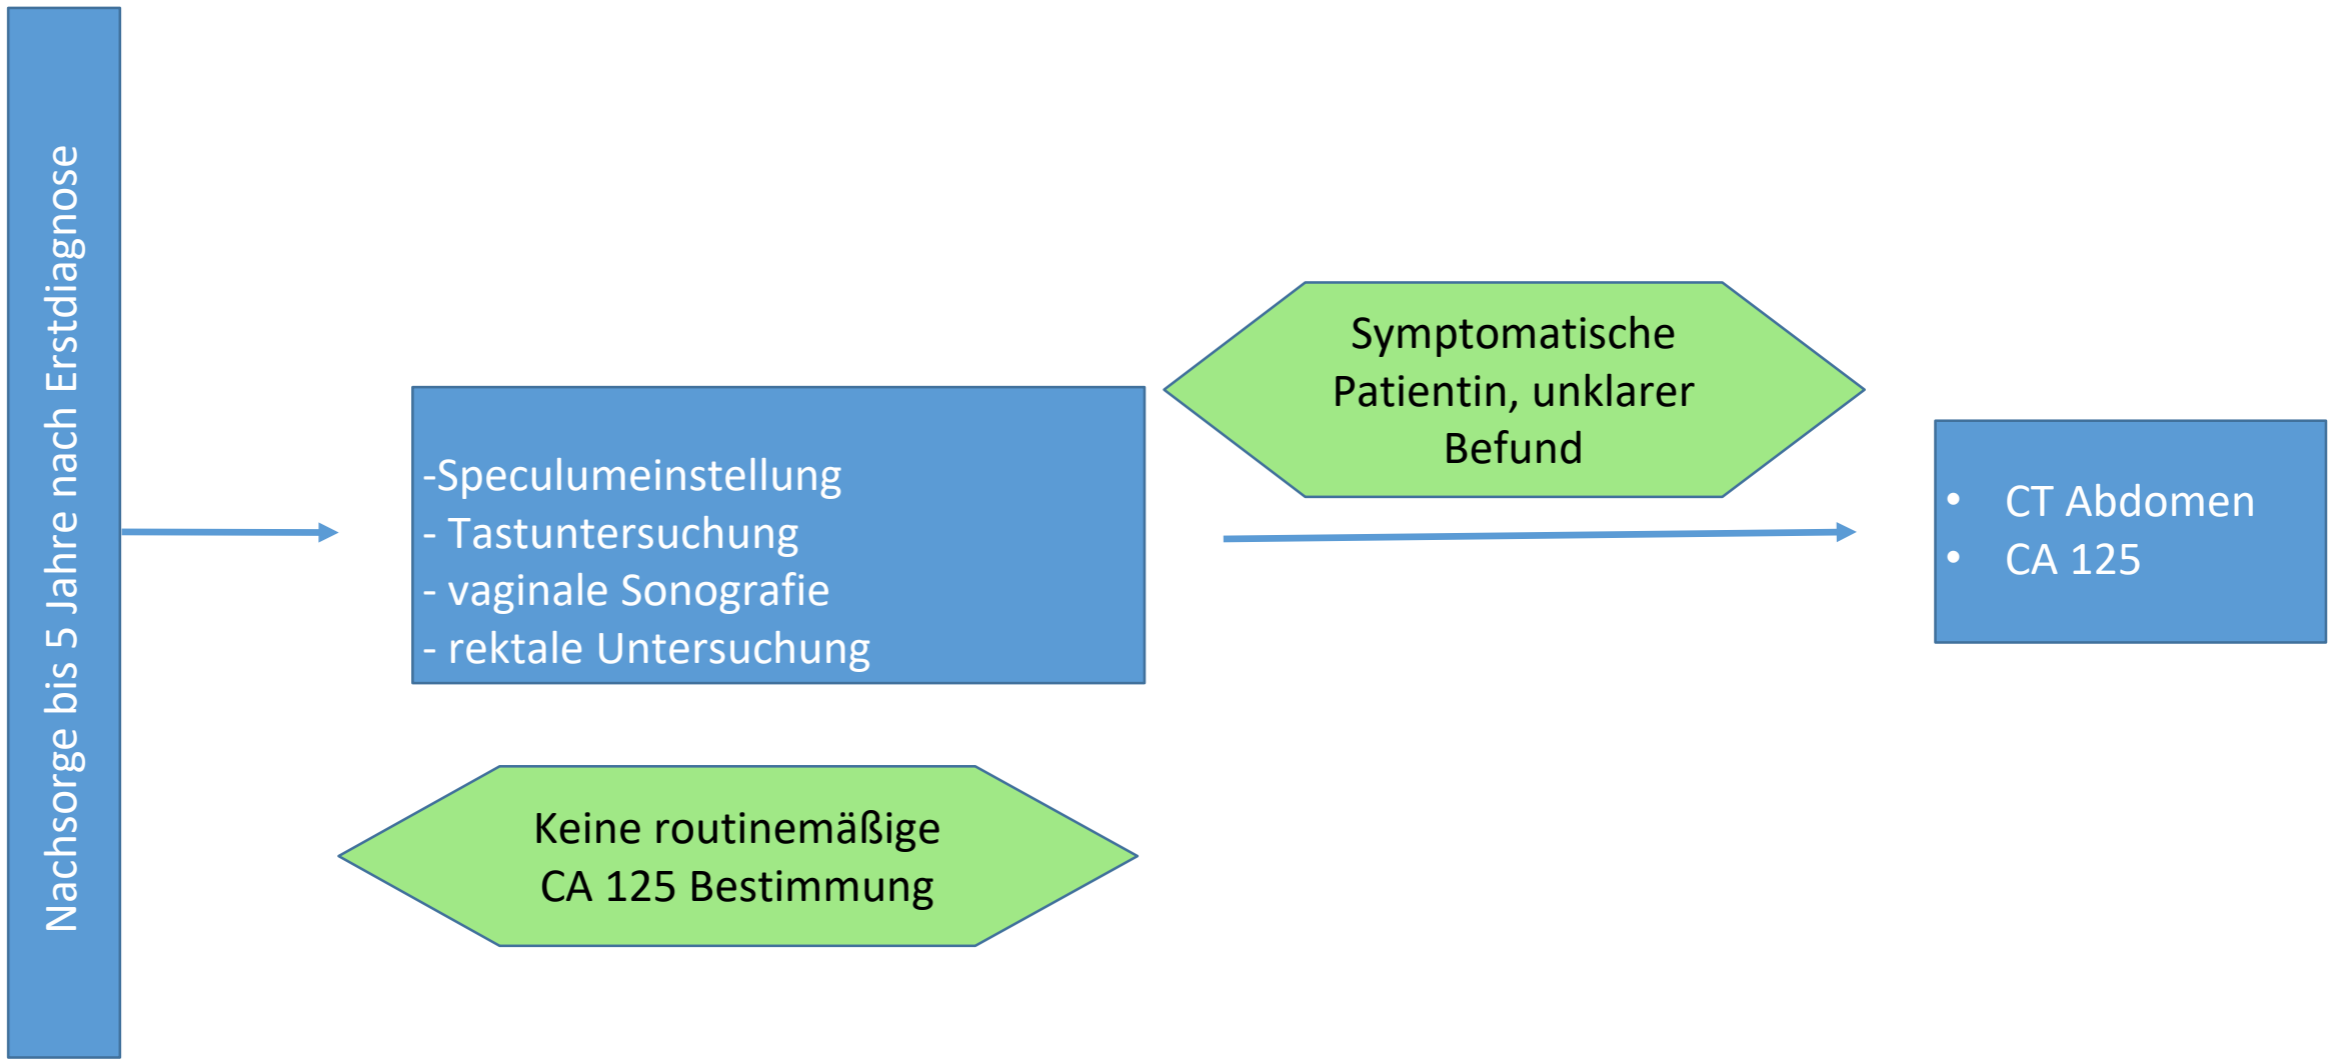 Nachsorge bis 5 Jahre nach Erstdiagnose
-Speculumeinstellung
- Tastuntersuchung
- vaginale Sonografie
- rektale Untersuchung
Keine routinemäßige
CA 125 Bestimmung
Symptomatische
Patientin, unklarer
Befund
• CT Abdomen
• CA 125